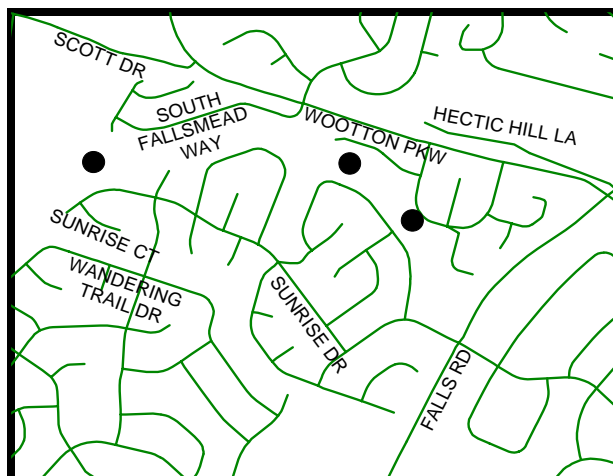 SCOTT DR
SOUTH
FALLSMEAD
WAY
WOOTTON PKW
HECTIC HILL LA
SUNRISE CT
WANDERING
TRAIL DR
SUNRISE DR
FALLS RD